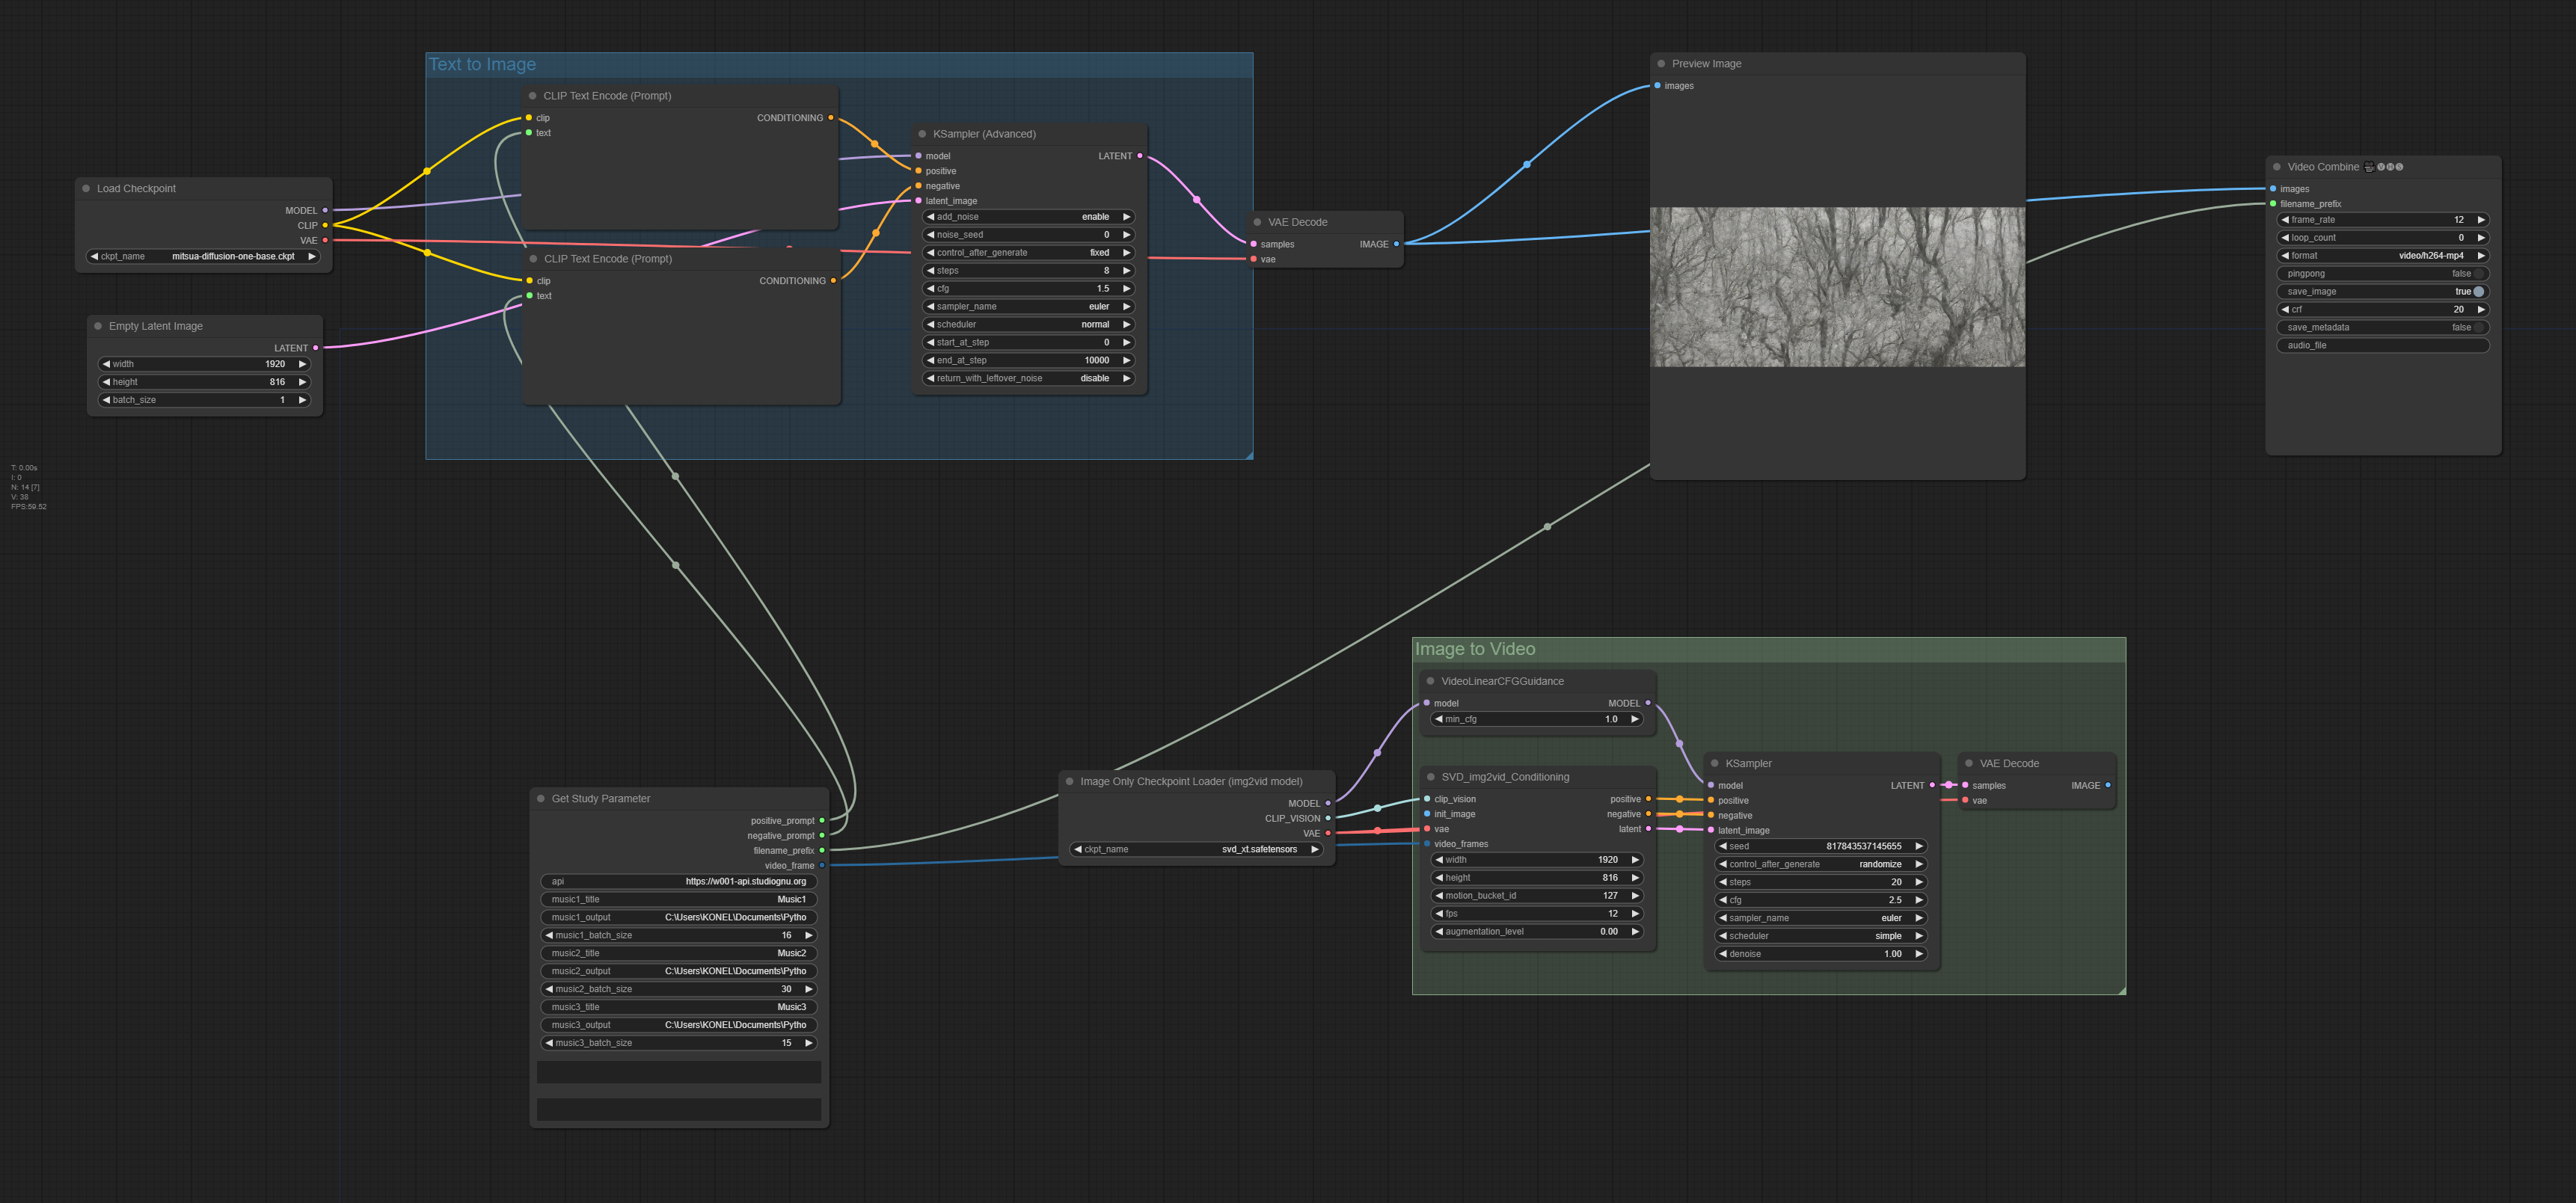 Text to Image
CLIP Text Encode (Prompt)
clip
CONDITIONING
text
CLIP Text Encode (Prompt)
clip
CONDITIONING
text
KSampler (Advanced)
model
LATENT
positive
negative
latent_image
add_noise enable
noise_seed 0
control_after_generate fixed
steps 8
cfg 1.5
sampler_name euler
scheduler normal
start_at_step 0
end_at_step 10000
return_with_leftover_noise disable
Load Checkpoint
MODEL
CLIP
VAE
ckpt_name mitsua-diffusion-one-base.ckpt
Empty Latent Image
LATENT
width 1920
height 816
batch_size 1
T: 0.00s
I: 0
N: 14 [7]
V: 38
FPS:59.52
VAE Decode
samples
IMAGE
vae
Preview Image
images
Video Combine
images
filename_prefix
frame_rate 12
loop_count 0
format video/h264-mp4
pingpong false
save_image true
crf 20
save_metadata false
audio_file
Get Study Parameter
positive_prompt
negative_prompt
filename_prefix
video_frame
api https://w001-api.studiognu.org
music1_title Music1
music1_output C:\Users\KONEL\Documents\Pytho
music1_batch_size 16
music2_title Music2
music2_output C:\Users\KONEL\Documents\Pytho
music2_batch_size 30
music3_title Music3
music3_output C:\Users\KONEL\Documents\Pytho
music3_batch_size 15
Image Only Checkpoint Loader (img2vid model)
MODEL
CLIP_VISION
VAE
ckpt_name svd_xt.safetensors
Image to Video
VideoLinearCFGGuidance
model
MODEL
min_cfg 1.0
SVD_img2vid_Conditioning
clip_vision
positive
init_image
negative
vae
latent
video_frames
width 1920
height 816
motion_bucket_id 127
fps 12
augmentation_level 0.00
KSampler
model
LATENT
positive
negative
latent_image
seed 817843537145655
control_after_generate randomize
steps 20
cfg 2.5
sampler_name euler
scheduler simple
denoise 1.00
VAE Decode
samples
IMAGE
vae